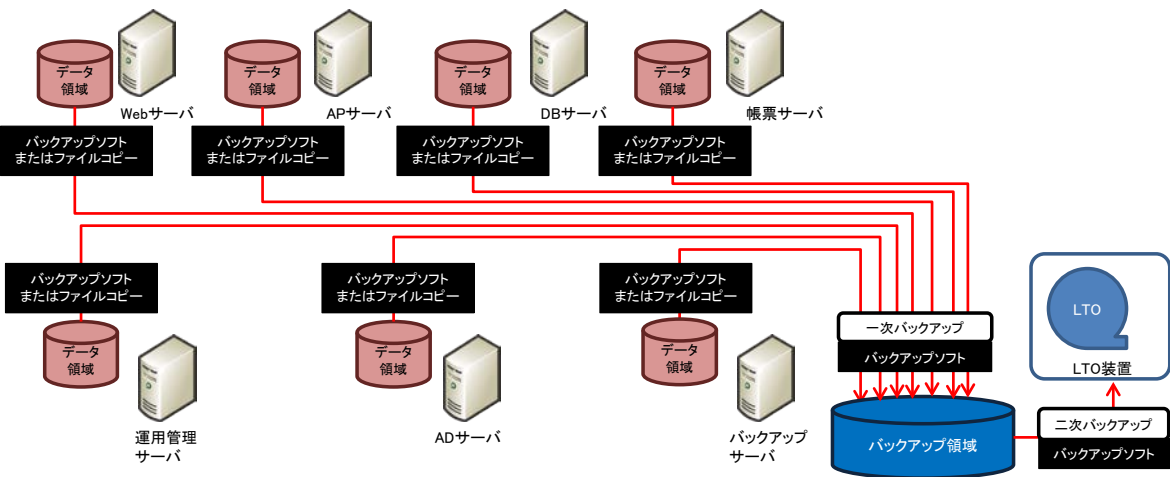 データ
領域
Webサーバ
データ
領域
APサーバ
データ
領域
DBサーバ
データ
領域
帳票サーバ
バックアップソフト
またはファイルコピー
バックアップソフト
またはファイルコピー
バックアップソフト
またはファイルコピー
バックアップソフト
またはファイルコピー
バックアップソフト
またはファイルコピー
バックアップソフト
またはファイルコピー
バックアップソフト
またはファイルコピー
データ
領域
運用管理
サーバ
データ
領域
ADサーバ
データ
領域
バックアップ
サーバ
一次バックアップ
バックアップソフト
バックアップ領域
LTO
LTO装置
二次バックアップ
バックアップソフト